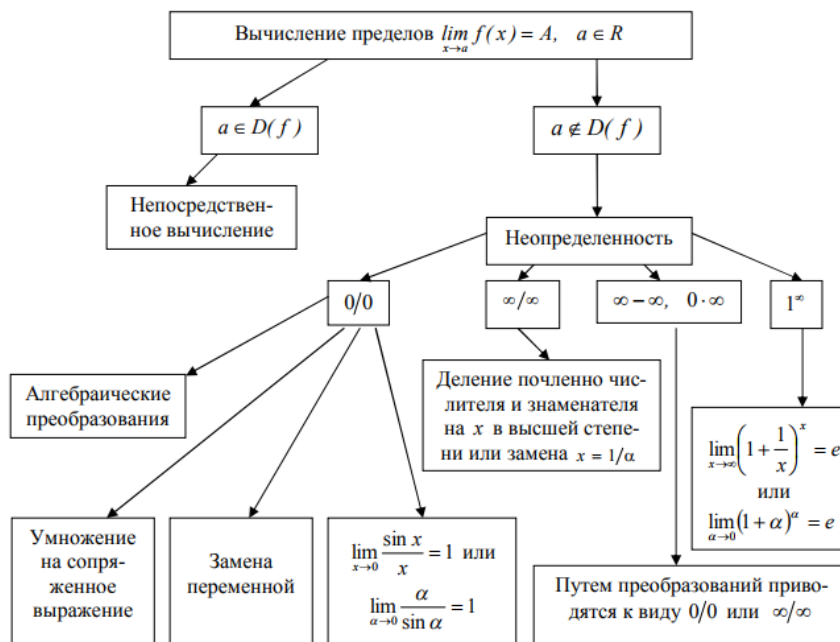 Вычисление пределов lim f(x) = A, a ∈ R
x→a
a ∈ D(f)
a ∉ D(f)
Непосредствен-
ное вычисление
Неопределенность
0/0
∞/∞
∞ − ∞, 0 · ∞
1^∞
Алгебраические
преобразования
Деление почленно чис-
лителя и знаменателя
на x в высшей степе-
ни или замена x = 1/α
lim (1 + 1/x)^x = e
x→∞
или
lim (1 + α)^α = e
α→0
Умножение
на сопря-
женное
выражение
Замена
переменной
lim sin x / x = 1 или
x→0
lim α / sin α = 1
α→0
Путем преобразований приво-
дятся к виду 0/0 или ∞/∞